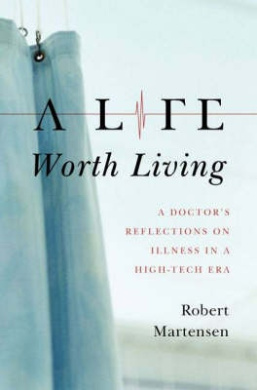 A LIFE
Worth Living
A DOCTOR'S
REFLECTIONS ON
ILLNESS IN A
HIGH-TECH ERA
Robert
Martensen